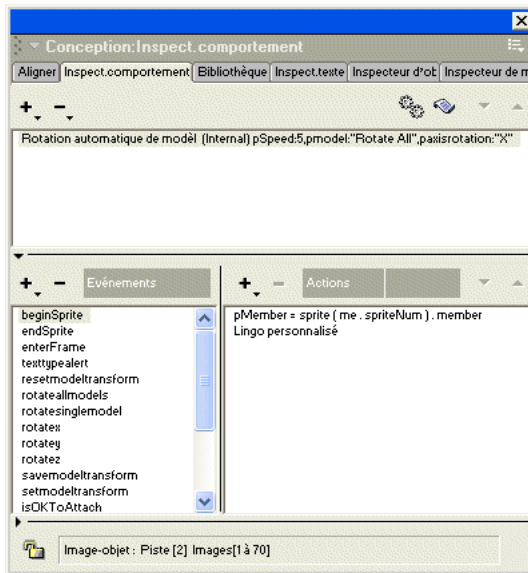 Conception:Inspect.comportement
Aligner Inspect.comportement Bibliothèque Inspect.texte Inspecteur d'ob Inspecteur de m
Rotation automatique de modèl (Internal) pSpeed:5,pmodel:"Rotate All",paxisrotation:"X"
Evénements Actions
beginSprite
endSprite
enterFrame
texttypealert
resetmodeltransform
rotateallmodels
rotatesinglemodel
rotatex
rotatey
rotatez
savemodeltransform
setmodeltransform
isOKToAttach
pMember = sprite ( me . spriteNum ) . member
Lingo personnalisé
Image-objet : Piste [2] Images[1 à 70]